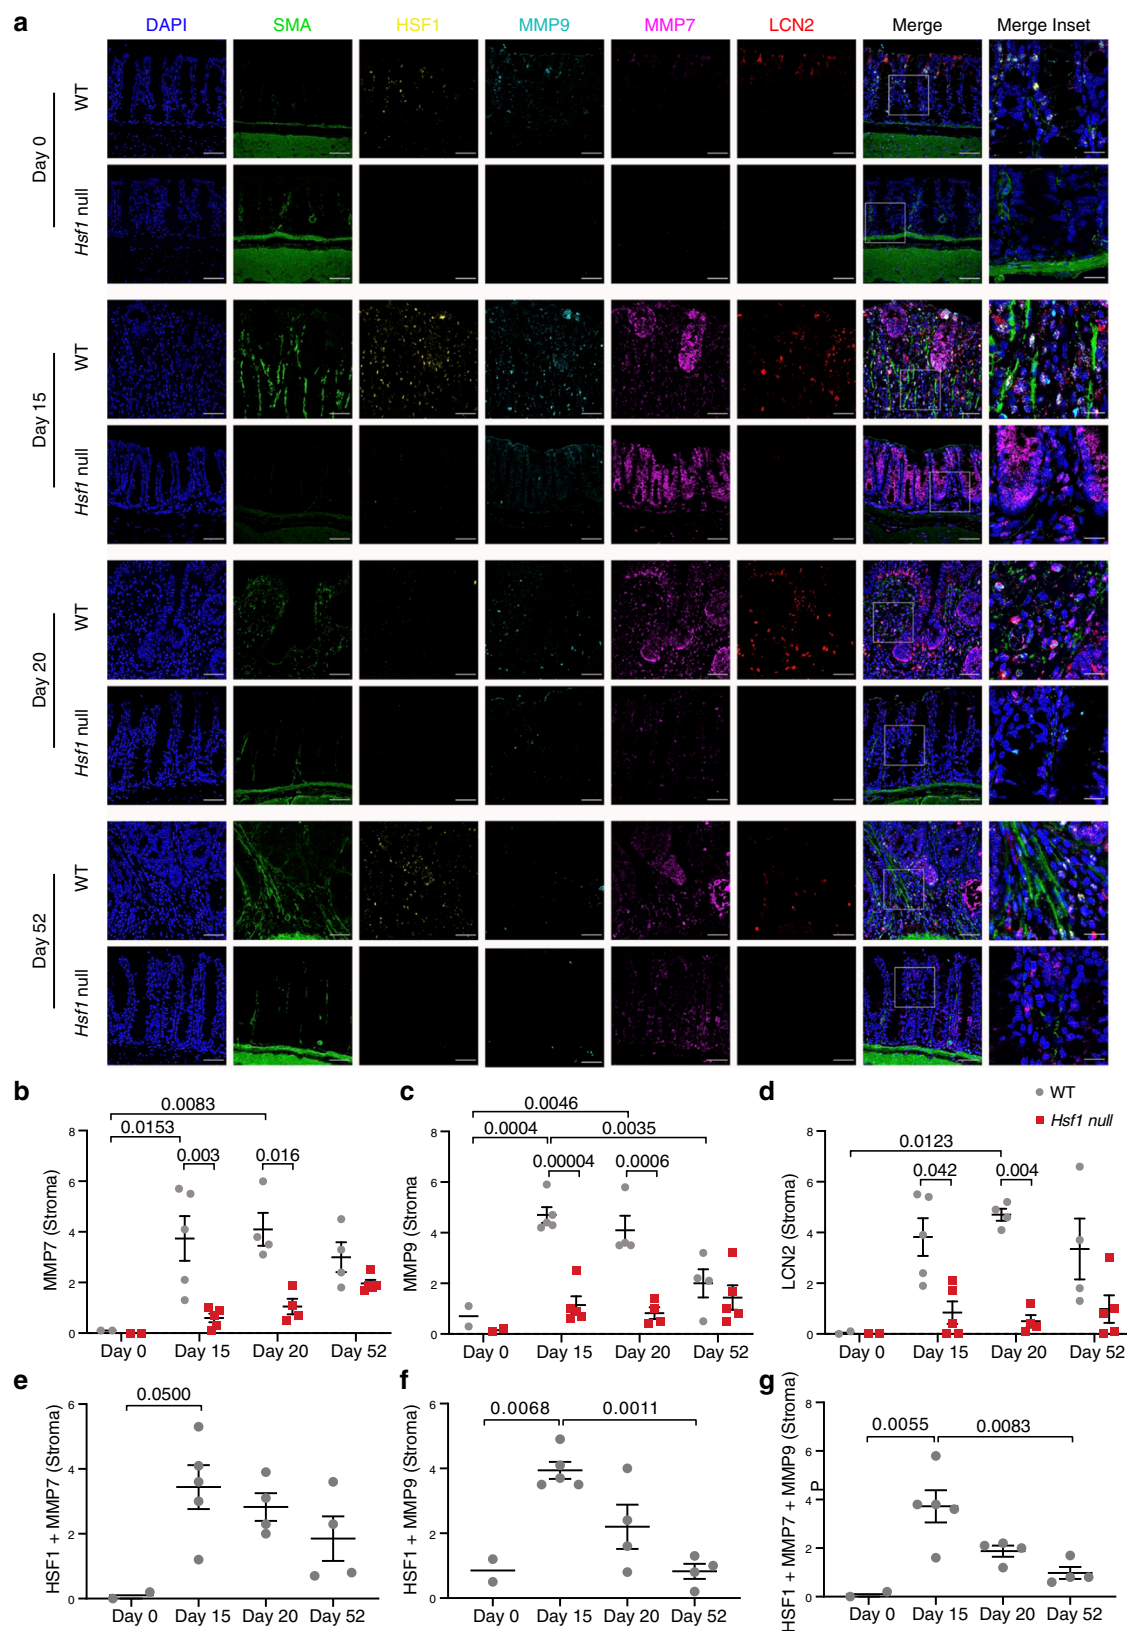 a
DAPI SMA HSF1 MMP9 MMP7 LCN2 Merge Merge Inset
Day 0
WT
Hsf1 null
Day 15
WT
Hsf1 null
Day 20
WT
Hsf1 null
Day 52
WT
Hsf1 null
b
MMP7 (Stroma)
8
6
4
2
0
0.0083
0.0153
0.003
0.016
Day 0 Day 15 Day 20 Day 52
c
MMP9 (Stroma
8
6
4
2
0
0.0046
0.0004
0.0035
0.00004
0.0006
Day 0 Day 15 Day 20 Day 52
d
WT
Hsf1 null
LCN2 (Stroma)
8
6
4
2
0
0.0123
0.042
0.004
Day 0 Day 15 Day 20 Day 52
e
HSF1 + MMP7 (Stroma)
6
4
2
0
0.0500
Day 0 Day 15 Day 20 Day 52
f
HSF1 + MMP9 (Stroma)
6
4
2
0
0.0068
0.0011
Day 0 Day 15 Day 20 Day 52
g
HSF1 + MMP7 + MMP9 (Stroma)
P
8
6
4
2
0
0.0055
0.0083
Day 0 Day 15 Day 20 Day 52